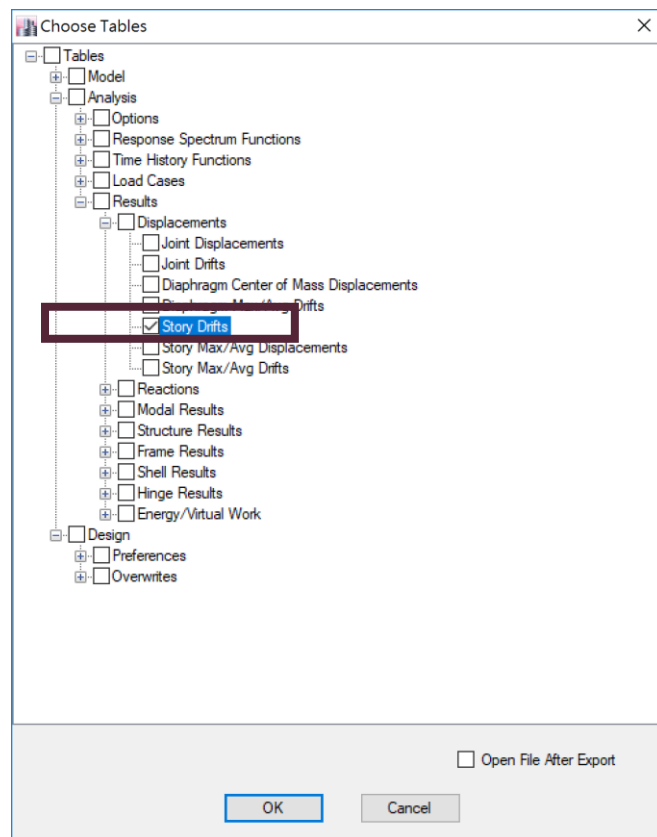 Choose Tables
Tables
Model
Analysis
Options
Response Spectrum Functions
Time History Functions
Load Cases
Results
Displacements
Joint Displacements
Joint Drifts
Diaphragm Center of Mass Displacements
Diaphragm Max/Avg Drifts
Story Drifts
Story Max/Avg Displacements
Story Max/Avg Drifts
Reactions
Modal Results
Structure Results
Frame Results
Shell Results
Hinge Results
Energy/Virtual Work
Design
Preferences
Overwrites
Open File After Export
OK Cancel